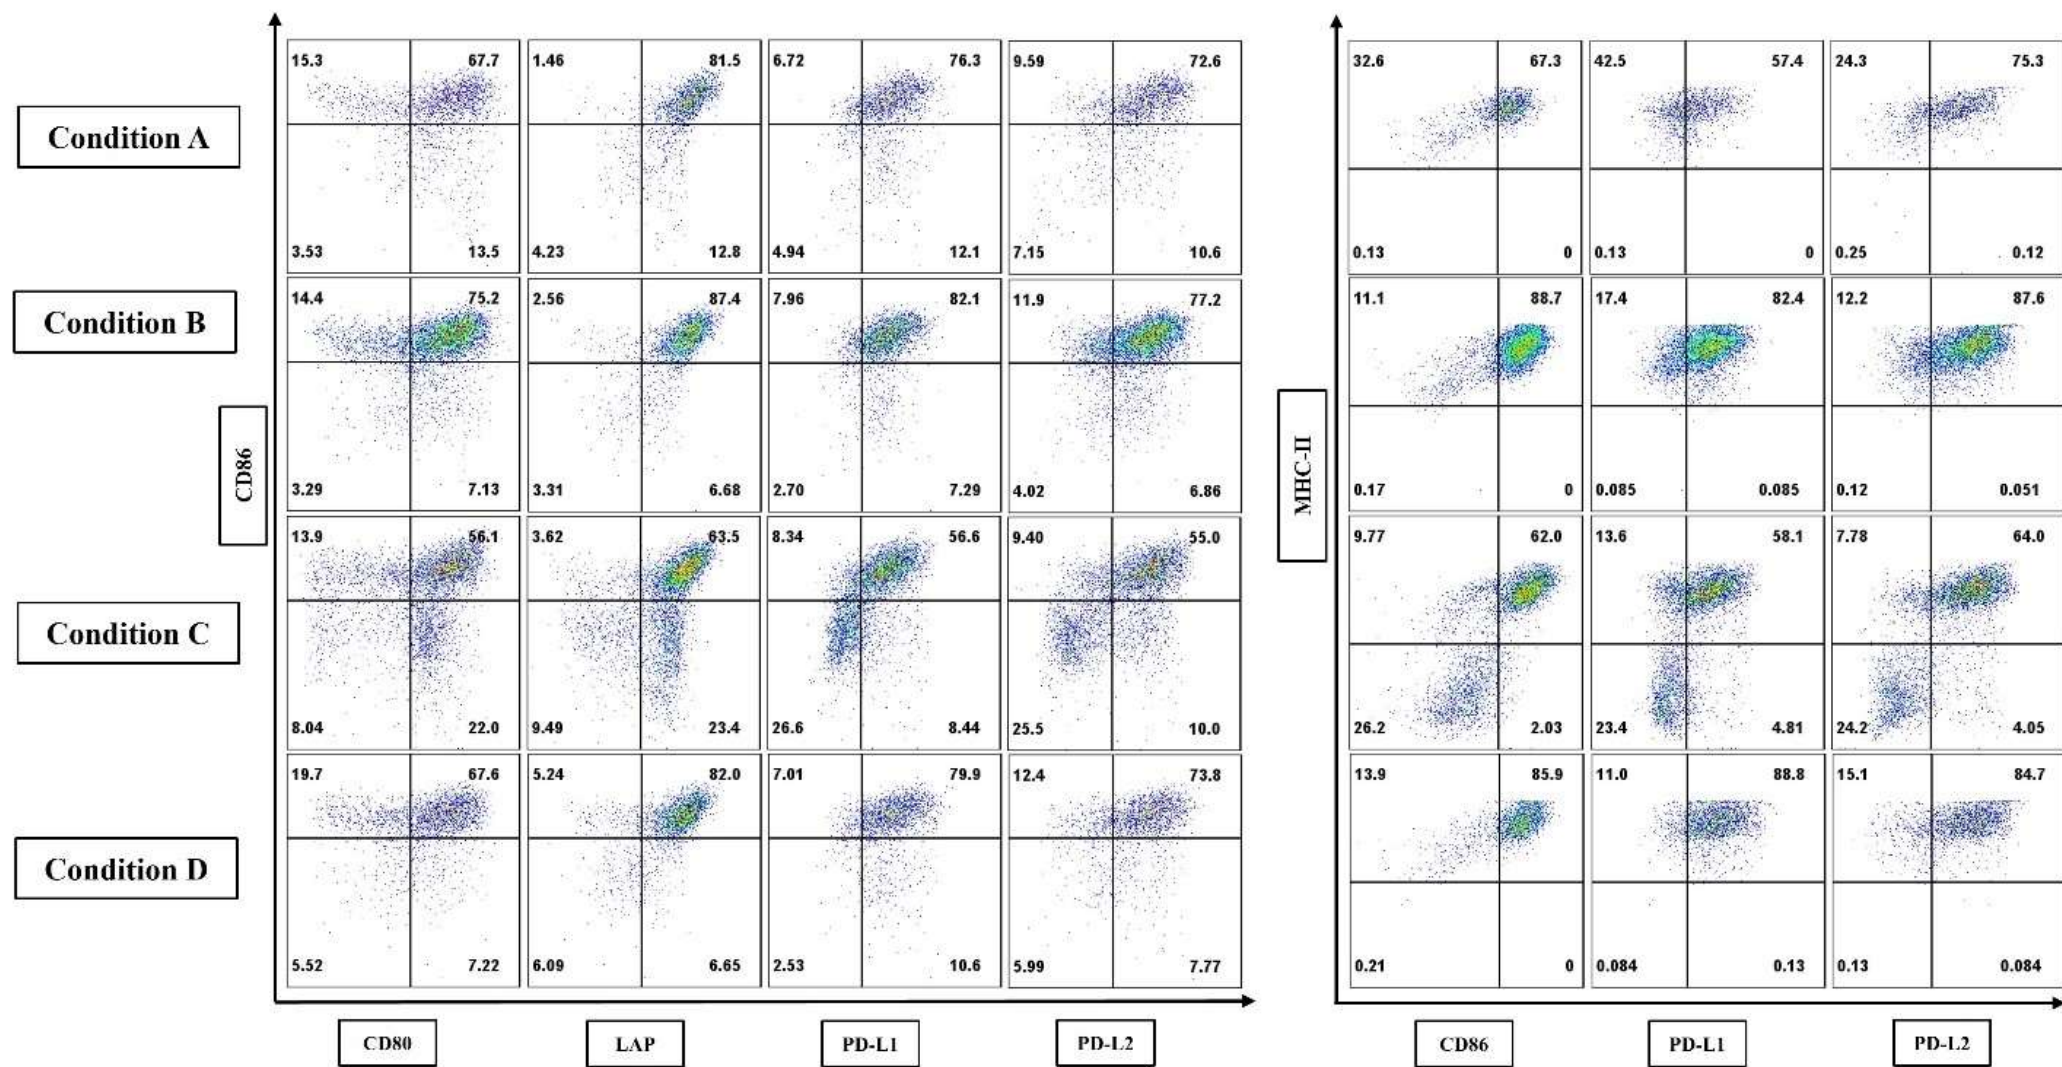 15.3 67.7 1.46 81.5 6.72 76.3 9.59 72.6 32.6 67.3 42.5 57.4 24.3 75.3
Condition A
3.53 13.5 4.23 12.8 4.94 12.1 7.15 10.6 0.13 0 0.13 0 0.25 0.12
14.4 75.2 2.56 87.4 7.96 82.1 11.9 77.2 11.1 88.7 17.4 82.4 12.2 87.6
Condition B
CD86
MHC-II
3.29 7.13 3.31 6.68 2.70 7.29 4.02 6.86 0.17 0 0.085 0.085 0.12 0.051
13.9 56.1 3.62 63.5 8.34 56.6 9.40 55.0 9.77 62.0 13.6 58.1 7.78 64.0
Condition C
8.04 22.0 9.49 23.4 26.6 8.44 25.5 10.0 26.2 2.03 23.4 4.81 24.2 4.05
19.7 67.6 5.24 82.0 7.01 79.9 12.4 73.8 13.9 85.9 11.0 88.8 15.1 84.7
Condition D
5.52 7.22 6.09 6.65 2.53 10.6 5.99 7.77 0.21 0 0.084 0.13 0.13 0.084
CD80 LAP PD-L1 PD-L2 CD86 PD-L1 PD-L2